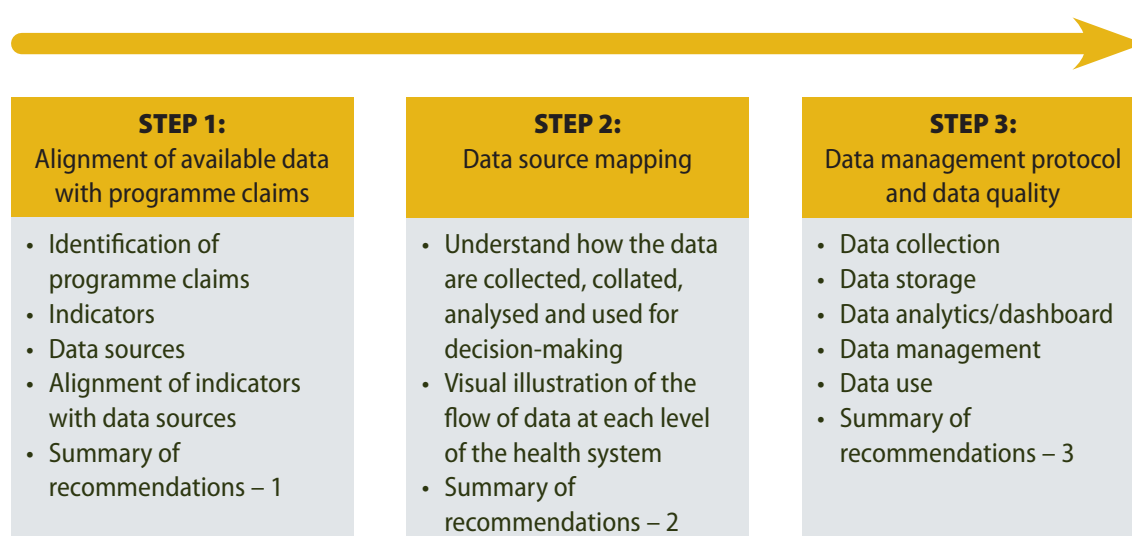 STEP 1:
Alignment of available data
with programme claims
• Identification of
programme claims
• Indicators
• Data sources
• Alignment of indicators
with data sources
• Summary of
recommendations – 1
STEP 2:
Data source mapping
• Understand how the data
are collected, collated,
analysed and used for
decision-making
• Visual illustration of the
flow of data at each level
of the health system
• Summary of
recommendations – 2
STEP 3:
Data management protocol
and data quality
• Data collection
• Data storage
• Data analytics/dashboard
• Data management
• Data use
• Summary of
recommendations – 3